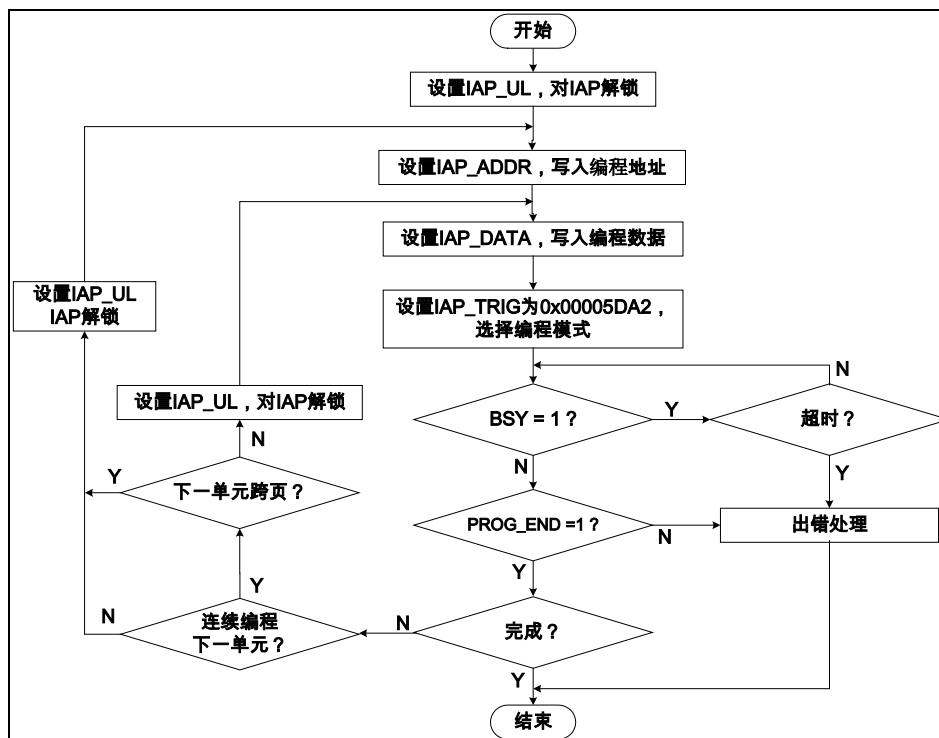 开始
设置IAP_UL，对IAP解锁
设置IAP_ADDR，写入编程地址
设置IAP_DATA，写入编程数据
设置IAP_UL
IAP解锁
设置IAP_TRIG为0x00005DA2，
选择编程模式
N
设置IAP_UL，对IAP解锁
BSY = 1？
Y
超时？
N
Y
下一单元跨页？
N
Y
PROG_END =1？
N
出错处理
Y
Y
N
连续编程
下一单元？
N
完成？
Y
结束